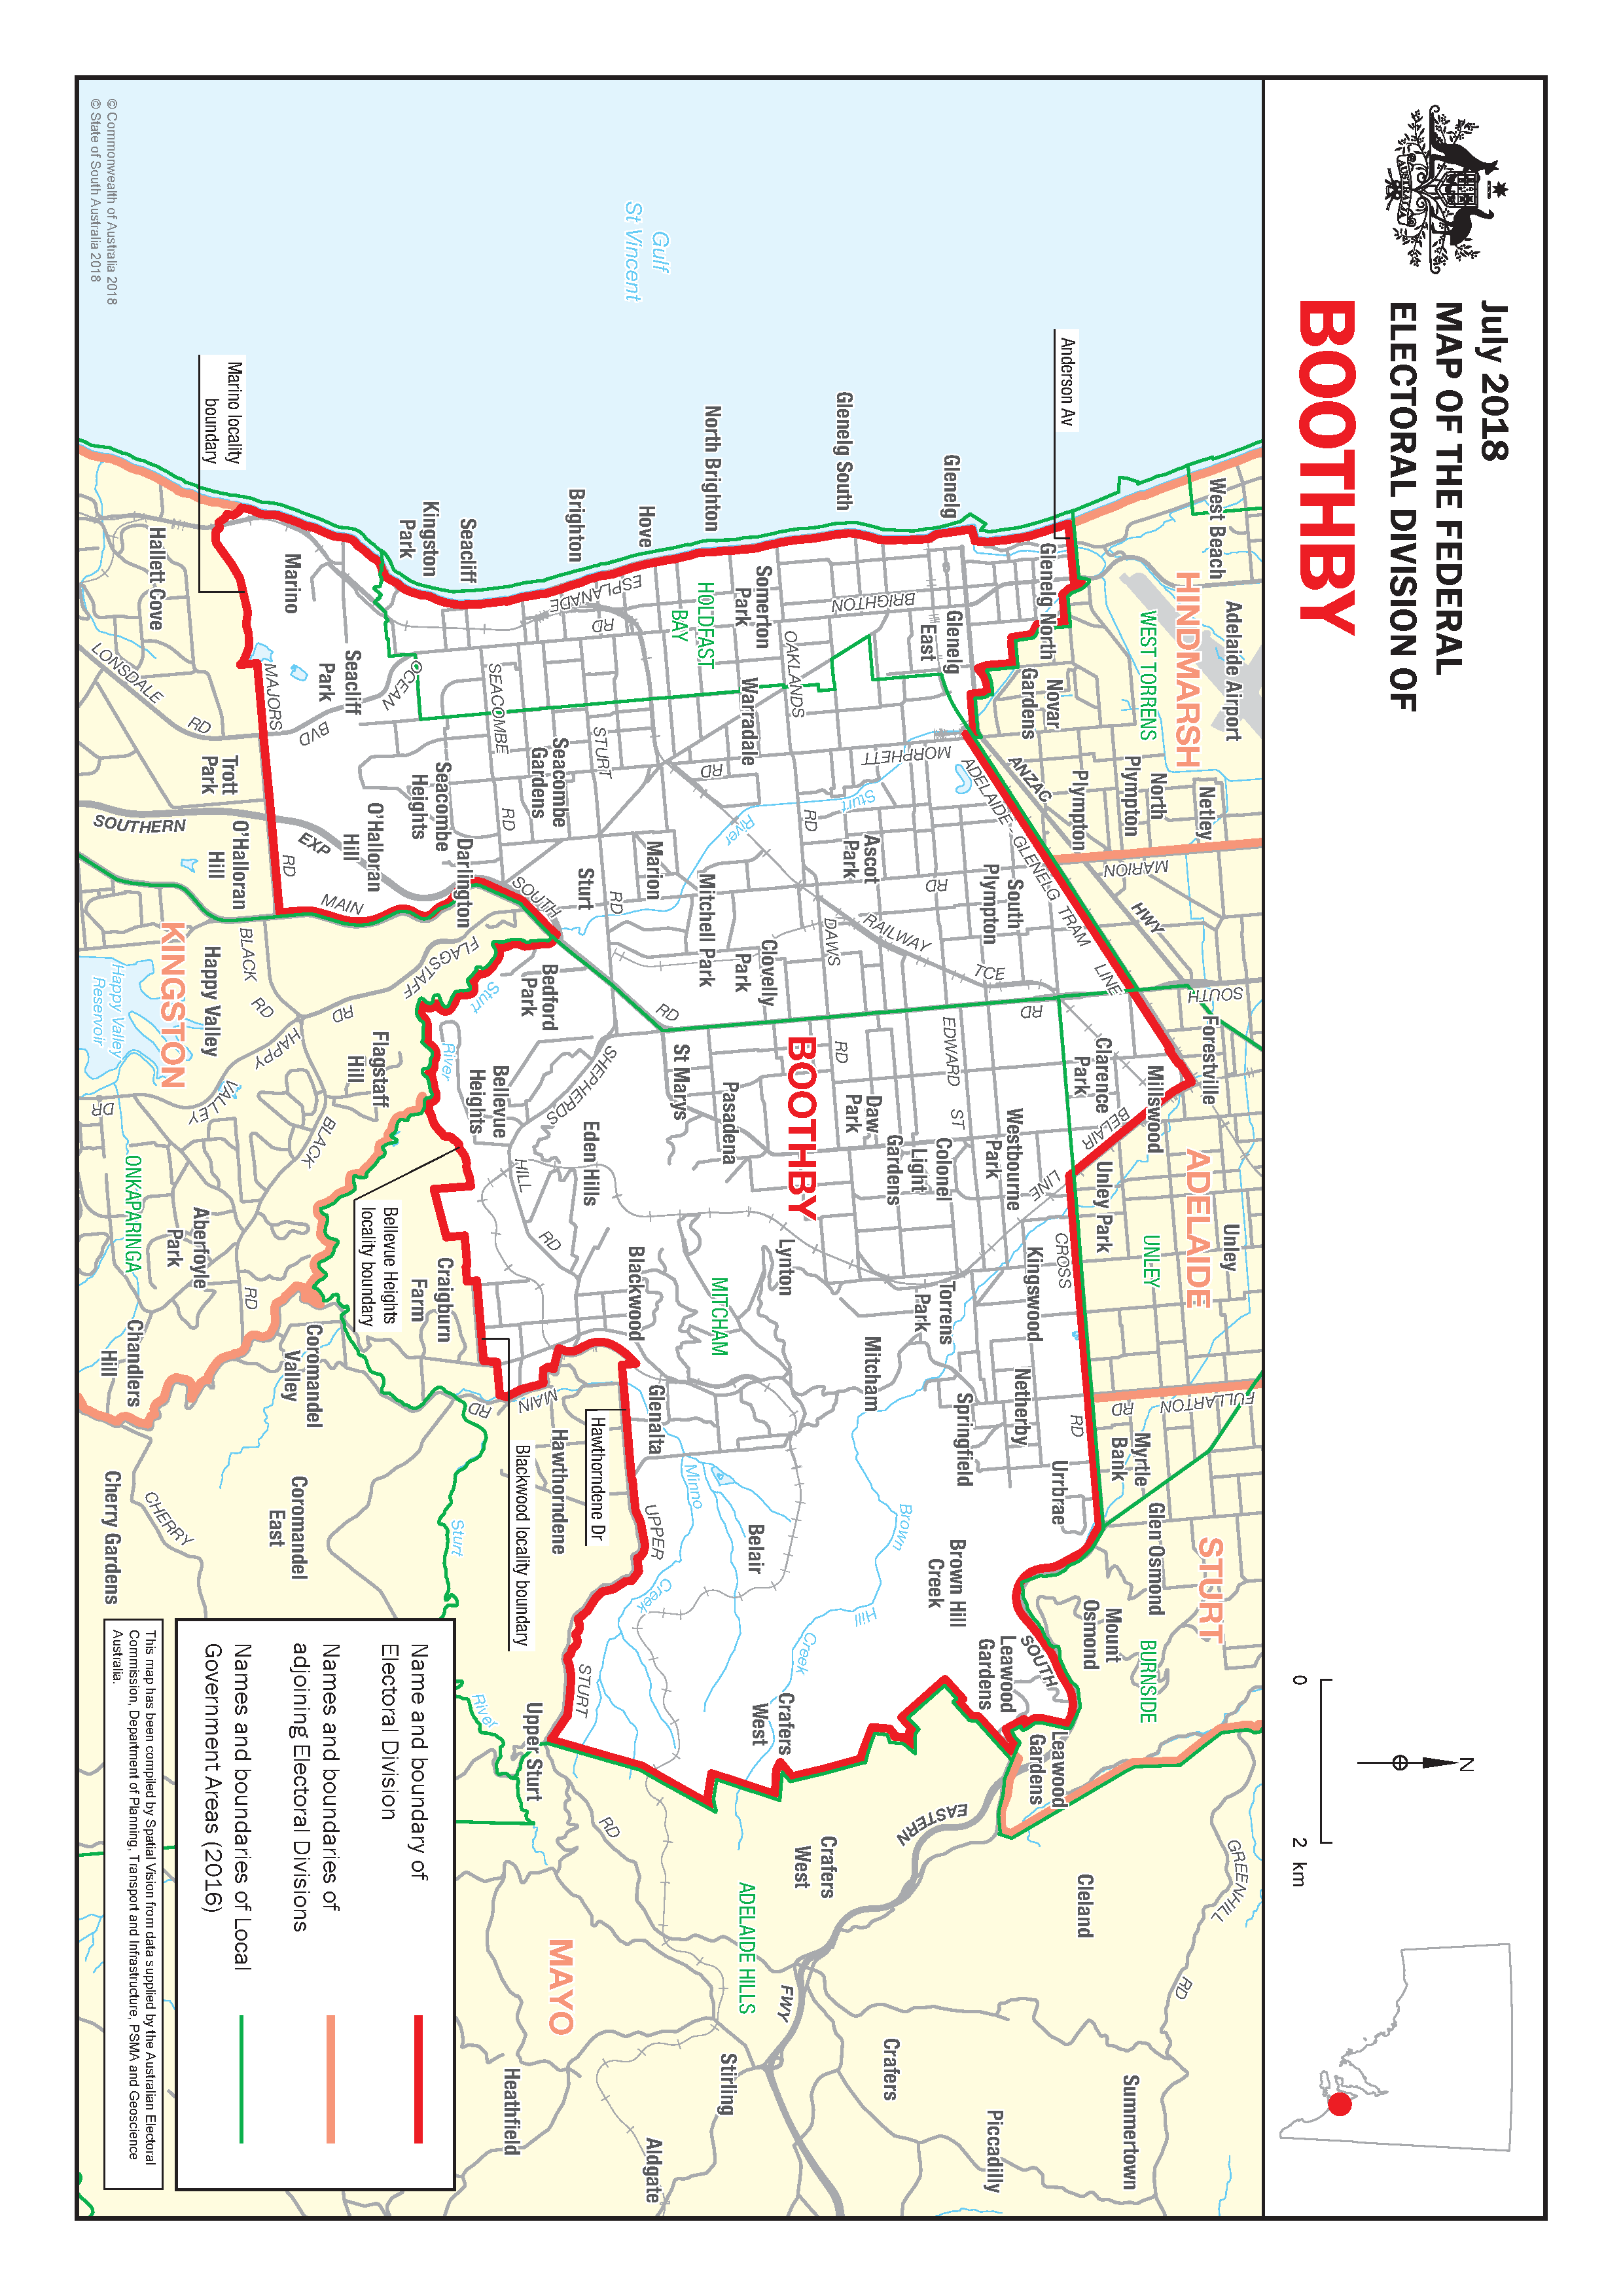 July 2018
MAP OF THE FEDERAL
ELECTORAL DIVISION OF
BOOTHBY
AUSTRALIA
N
0
2 km
Gulf
St Vincent
Anderson Av
Marino locality
boundary
© Commonwealth of Australia 2018
© State of South Australia 2018
West Beach
HINDMARSH
Adelaide Airport
WEST TORRENS
Netley
North
Plympton
Plympton
Novar
Gardens
Glenelg North
Glenelg
Glenelg
East
Glenelg South
North Brighton
Hove
Brighton
Seacliff
Kingston
Park
Marino
Hallett Cove
Somerton
Park
HOLDFAST
BAY
ESPLANADE
BRIGHTON
RD
OAKLANDS
RD
Warradale
MORPHETT
RD
ANZAC
HWY
ADELAIDE - GLENELG TRAM LINE
MARION
RD
SEACOMBE
RD
STURT
RD
Seacombe
Gardens
Seacombe
Heights
Seacliff
Park
OCEAN
BVD
MAJORS
RD
LONSDALE
RD
Trott
Park
O'Halloran
Hill
O'Halloran
Hill
SOUTHERN
EXP
MAIN
Darlington
SOUTH
RD
Sturt
Marion
Mitchell Park
Sturt
River
Ascot
Park
South
Plympton
Clovelly
Park
DAWS
RD
RAILWAY
TCE
SOUTH
RD
Forestville
Clarence
Park
Millswood
ADELAIDE
Unley
UNLEY
Unley Park
BELAIR
LINE
CROSS
RD
EDWARD
ST
Westbourne
Park
Colonel
Light
Gardens
Daw
Park
BOOTHBY
St Marys
Pasadena
Bedford
Park
Sturt
River
Bellevue
Heights
SHEPHERDS
HILL
RD
Eden Hills
FLAGSTAFF
RD
Flagstaff
Hill
BLACK
RD
HAPPY
VALLEY
DR
Happy Valley
KINGSTON
Happy Valley
Reservoir
BLACK
RD
ONKAPARINGA
Aberfoyle
Park
Chandlers
Hill
Bellevue Heights
locality boundary
Craigburn
Farm
Coromandel
Valley
Kingswood
Lynton
Blackwood
MITCHAM
Torrens
Park
Mitcham
Netherby
Springfield
Urrbrae
FULLARTON
RD
Myrtle
Bank
Glen Osmond
STURT
BURNSIDE
Mount
Osmond
Glenalta
MAIN
RD
Hawthorndene Dr
Hawthorndene
Blackwood locality boundary
Coromandel
East
Cherry Gardens
CHERRY
Sturt
River
Minno
Creek
UPPER
STURT
RD
Belair
Brown
Hill
Creek
Brown Hill
Creek
SOUTH
EASTERN
FWY
Leawood
Gardens
Leawood
Gardens
Crafers
West
Crafers
West
Upper Sturt
ADELAIDE HILLS
MAYO
Cleland
GREENHILL
RD
Crafers
Stirling
Heathfield
Aldgate
Piccadilly
Summertown
Name and boundary of
Electoral Division
Names and boundaries of
adjoining Electoral Divisions
Names and boundaries of Local
Government Areas (2016)
This map has been compiled by Spatial Vision from data supplied by the Australian Electoral
Commission, Department of Planning, Transport and Infrastructure, PSMA and Geoscience
Australia.